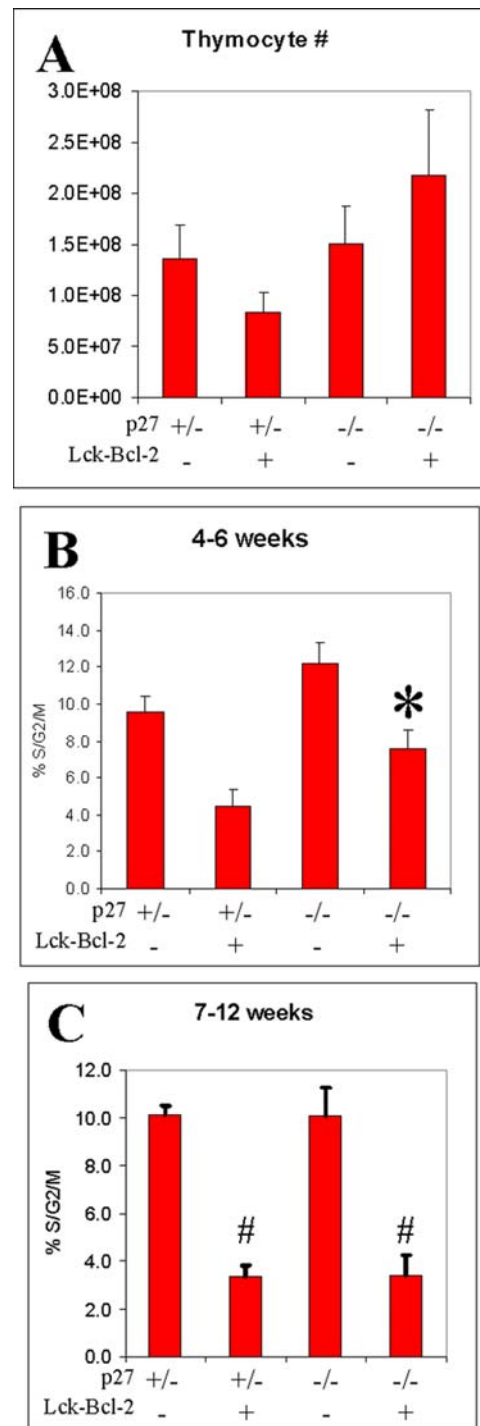 A
Thymocyte #
3.0E+08
2.5E+08
2.0E+08
1.5E+08
1.0E+08
5.0E+07
0.0E+00
p27 +/- +/- -/- -/-
Lck-Bcl-2 - + - +
B
4-6 weeks
% S/G2/M
16.0
14.0
12.0
10.0
8.0
6.0
4.0
2.0
0.0
*
p27 +/- +/- -/- -/-
Lck-Bcl-2 - + - +
C
7-12 weeks
% S/G2/M
12.0
10.0
8.0
6.0
4.0
2.0
0.0
# #
p27 +/- +/- -/- -/-
Lck-Bcl-2 - + - +